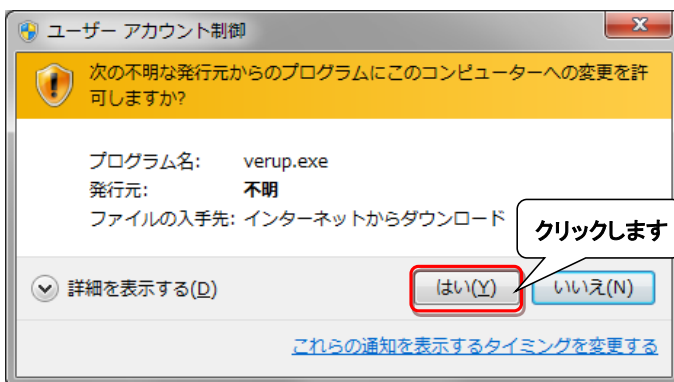 ユーザー アカウント制御
次の不明な発行元からのプログラムにこのコンピューターへの変更を許
可しますか?
プログラム名: verup.exe
発行元: 不明
ファイルの入手先: インターネットからダウンロード
クリックします
詳細を表示する(D) はい(Y) いいえ(N)
これらの通知を表示するタイミングを変更する